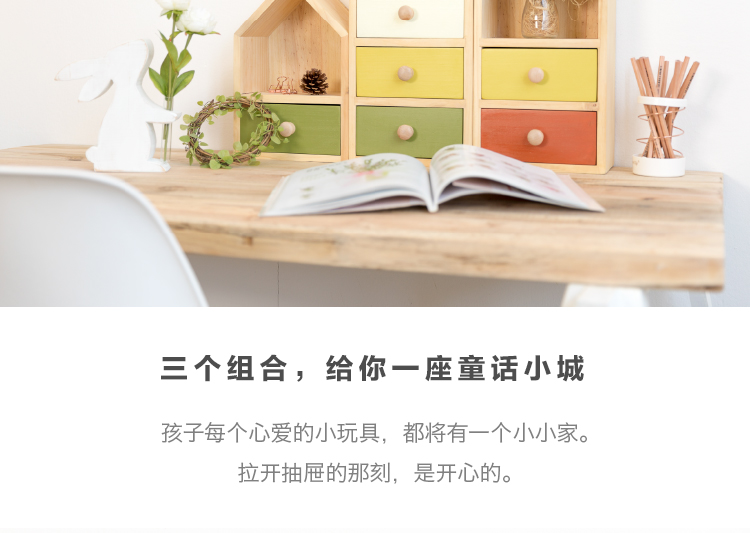 三个组合，给你一座童话小城
孩子每个心爱的小玩具，都将有一个小小家。
拉开抽屉的那刻，是开心的。